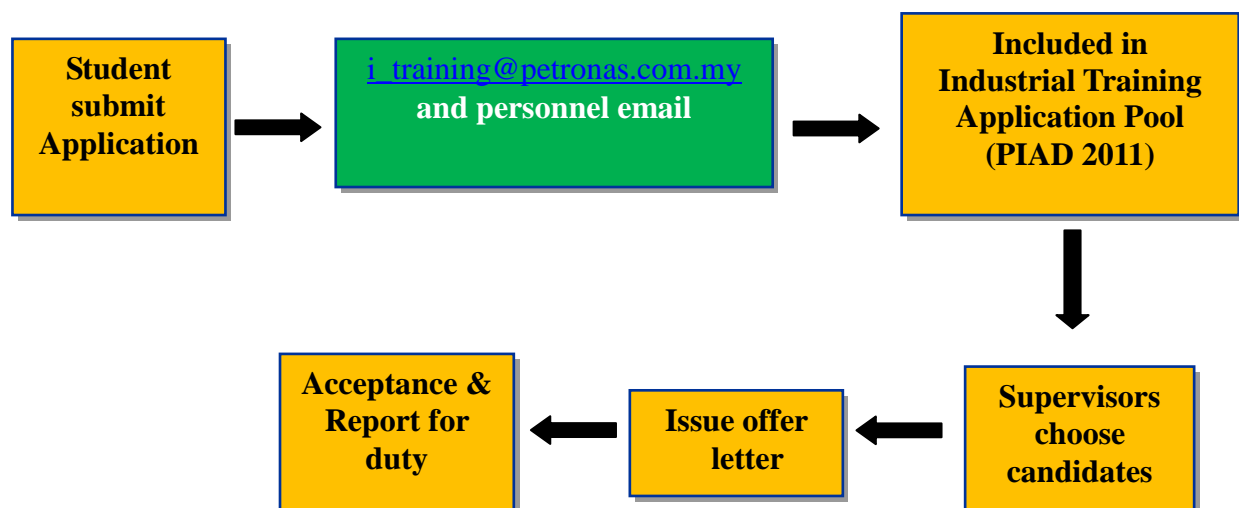 Student
submit
Application
i_training@petronas.com.my
and personnel email
Included in
Industrial Training
Application Pool
(PIAD 2011)
Supervisors
choose
candidates
Issue offer
letter
Acceptance &
Report for
duty